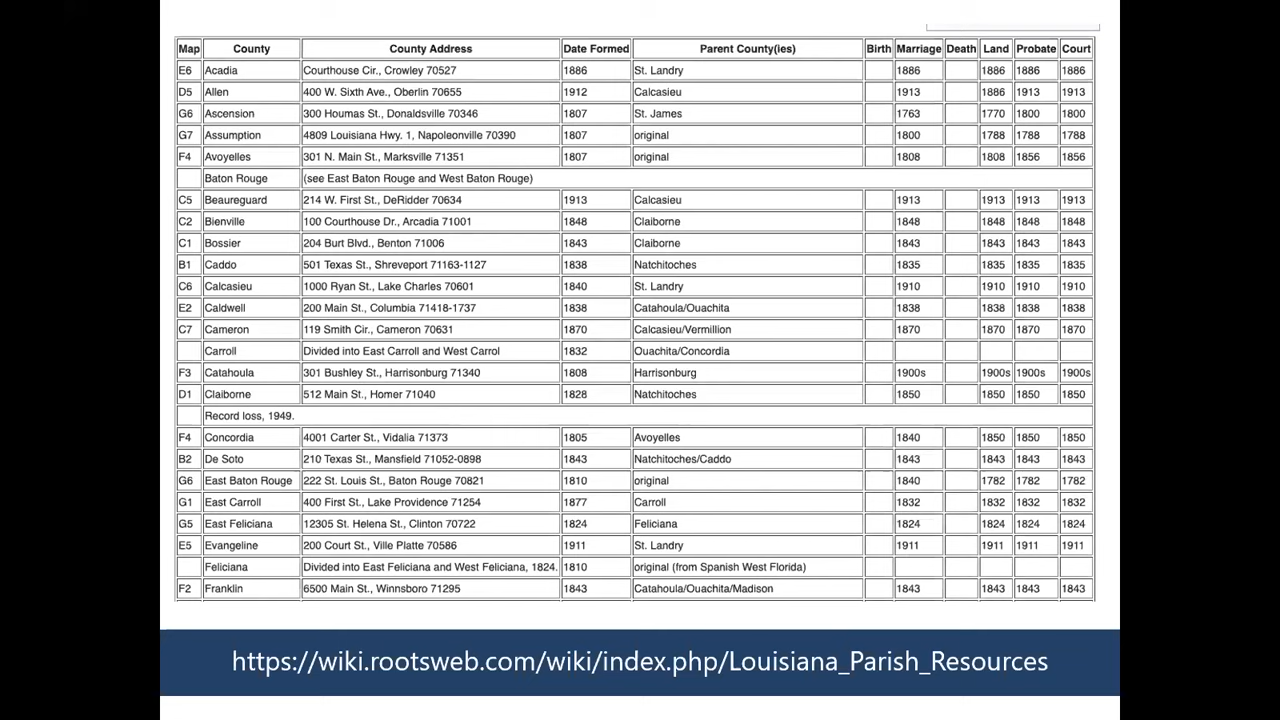 Map County County Address Date Formed Parent County(ies) Birth Marriage Death Land Probate Court
E6 Acadia Courthouse Cir., Crowley 70527 1886 St. Landry 1886 1886 1886 1886
D5 Allen 400 W. Sixth Ave., Oberlin 70655 1912 Calcasieu 1913 1886 1913 1913
G6 Ascension 300 Houmas St., Donaldsville 70346 1807 St. James 1763 1770 1800 1800
G7 Assumption 4809 Louisiana Hwy. 1, Napoleonville 70390 1807 original 1800 1788 1788 1788
F4 Avoyelles 301 N. Main St., Marksville 71351 1807 original 1808 1808 1856 1856
Baton Rouge (see East Baton Rouge and West Baton Rouge)
C5 Beaureguard 214 W. First St., DeRidder 70634 1913 Calcasieu 1913 1913 1913 1913
C2 Bienville 100 Courthouse Dr., Arcadia 71001 1848 Claiborne 1848 1848 1848 1848
C1 Bossier 204 Burt Blvd., Benton 71006 1843 Claiborne 1843 1843 1843 1843
B1 Caddo 501 Texas St., Shreveport 71163-1127 1838 Natchitoches 1835 1835 1835 1835
C6 Calcasieu 1000 Ryan St., Lake Charles 70601 1840 St. Landry 1910 1910 1910 1910
E2 Caldwell 200 Main St., Columbia 71418-1737 1838 Catahoula/Ouachita 1838 1838 1838 1838
C7 Cameron 119 Smith Cir., Cameron 70631 1870 Calcasieu/Vermillion 1870 1870 1870 1870
Carroll Divided into East Carroll and West Carrol 1832 Ouachita/Concordia
F3 Catahoula 301 Bushley St., Harrisonburg 71340 1808 Harrisonburg 1900s 1900s 1900s 1900s
D1 Claiborne 512 Main St., Homer 71040 1828 Natchitoches 1850 1850 1850 1850
Record loss, 1949.
F4 Concordia 4001 Carter St., Vidalia 71373 1805 Avoyelles 1840 1850 1850 1850
B2 De Soto 210 Texas St., Mansfield 71052-0898 1843 Natchitoches/Caddo 1843 1843 1843 1843
G6 East Baton Rouge 222 St. Louis St., Baton Rouge 70821 1810 original 1840 1782 1782 1782
G1 East Carroll 400 First St., Lake Providence 71254 1877 Carroll 1832 1832 1832 1832
G5 East Feliciana 12305 St. Helena St., Clinton 70722 1824 Feliciana 1824 1824 1824 1824
E5 Evangeline 200 Court St., Ville Platte 70586 1911 St. Landry 1911 1911 1911 1911
Feliciana Divided into East Feliciana and West Feliciana, 1824. 1810 original (from Spanish West Florida)
F2 Franklin 6500 Main St., Winnsboro 71295 1843 Catahoula/Ouachita/Madison 1843 1843 1843 1843
https://wiki.rootsweb.com/wiki/index.php/Louisiana_Parish_Resources